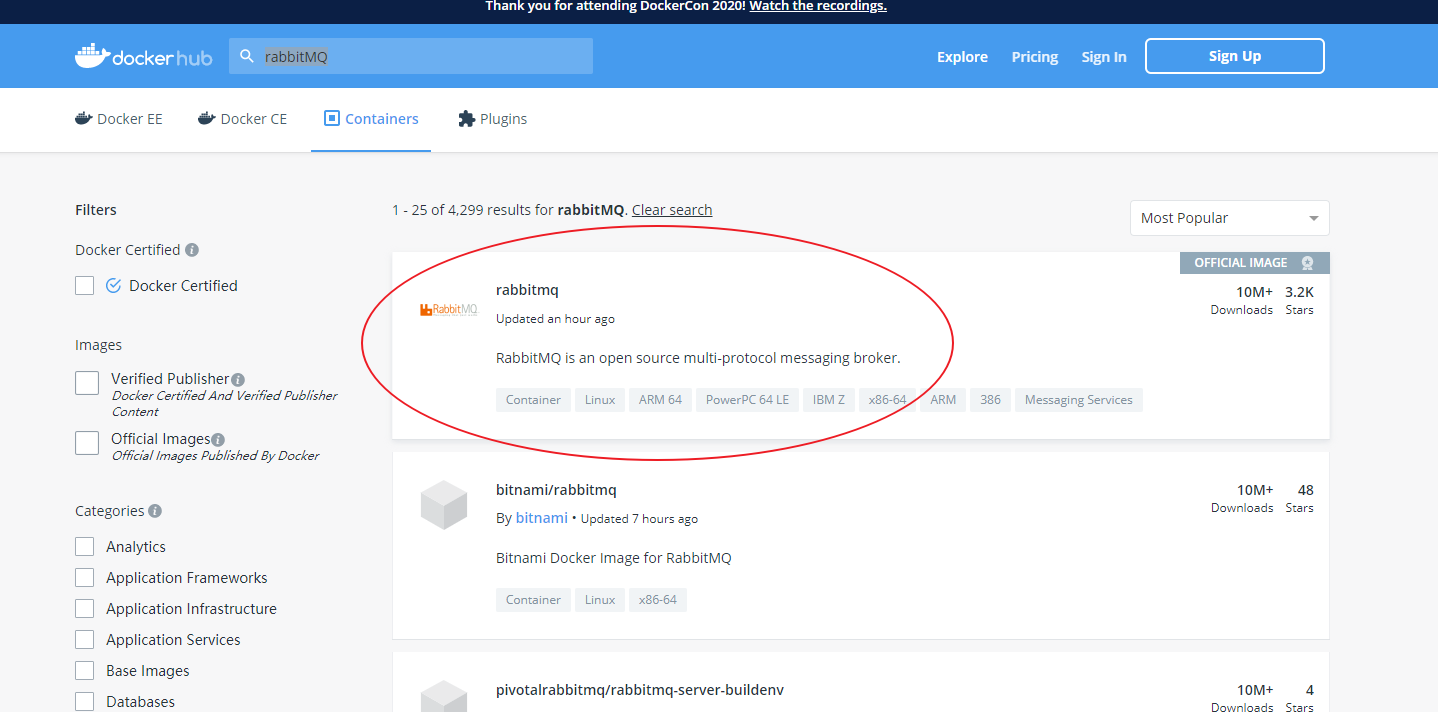 Thank you for attending DockerCon 2020! Watch the recordings.
docker hub
rabbitMQ
Explore
Pricing
Sign In
Sign Up
Docker EE
Docker CE
Containers
Plugins
Filters
1 - 25 of 4,299 results for rabbitMQ. Clear search
Most Popular
Docker Certified
Docker Certified
Images
Verified Publisher
Docker Certified And Verified Publisher
Content
Official Images
Official Images Published By Docker
Categories
Analytics
Application Frameworks
Application Infrastructure
Application Services
Base Images
Databases
OFFICIAL IMAGE
RabbitMQ
rabbitmq
Updated an hour ago
10M+ 3.2K
Downloads Stars
RabbitMQ is an open source multi-protocol messaging broker.
Container Linux ARM 64 PowerPC 64 LE IBM Z x86-64 ARM 386 Messaging Services
bitnami/rabbitmq
By bitnami • Updated 7 hours ago
10M+ 48
Downloads Stars
Bitnami Docker Image for RabbitMQ
Container Linux x86-64
pivotalrabbitmq/rabbitmq-server-buildenv
10M+ 4
Downloads Stars